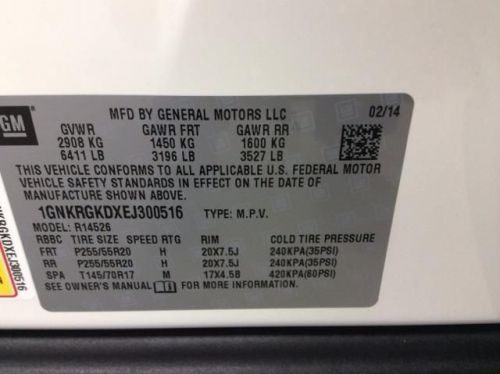 GM
MFD BY GENERAL MOTORS LLC
02/14
GVWR GAWR FRT GAWR RR
2908 KG 1450 KG 1600 KG
6411 LB 3196 LB 3527 LB
THIS VEHICLE CONFORMS TO ALL APPLICABLE U.S. FEDERAL MOTOR
VEHICLE SAFETY STANDARDS IN EFFECT ON THE DATE OF
MANUFACTURE SHOWN ABOVE.
1GNKRGKDXEJ300516 TYPE: M.P.V.
MODEL: R14526
RBBC TIRE SIZE SPEED RTG RIM COLD TIRE PRESSURE
FRT P255/55R20 H 20X7.5J 240KPA(35PSI)
RR P255/55R20 H 20X7.5J 240KPA(35PSI)
SPA T145/70R17 M 17X4.5B 420KPA(60PSI)
SEE OWNER'S MANUAL FOR MORE INFORMATION.
NKRGKDXEJ300516